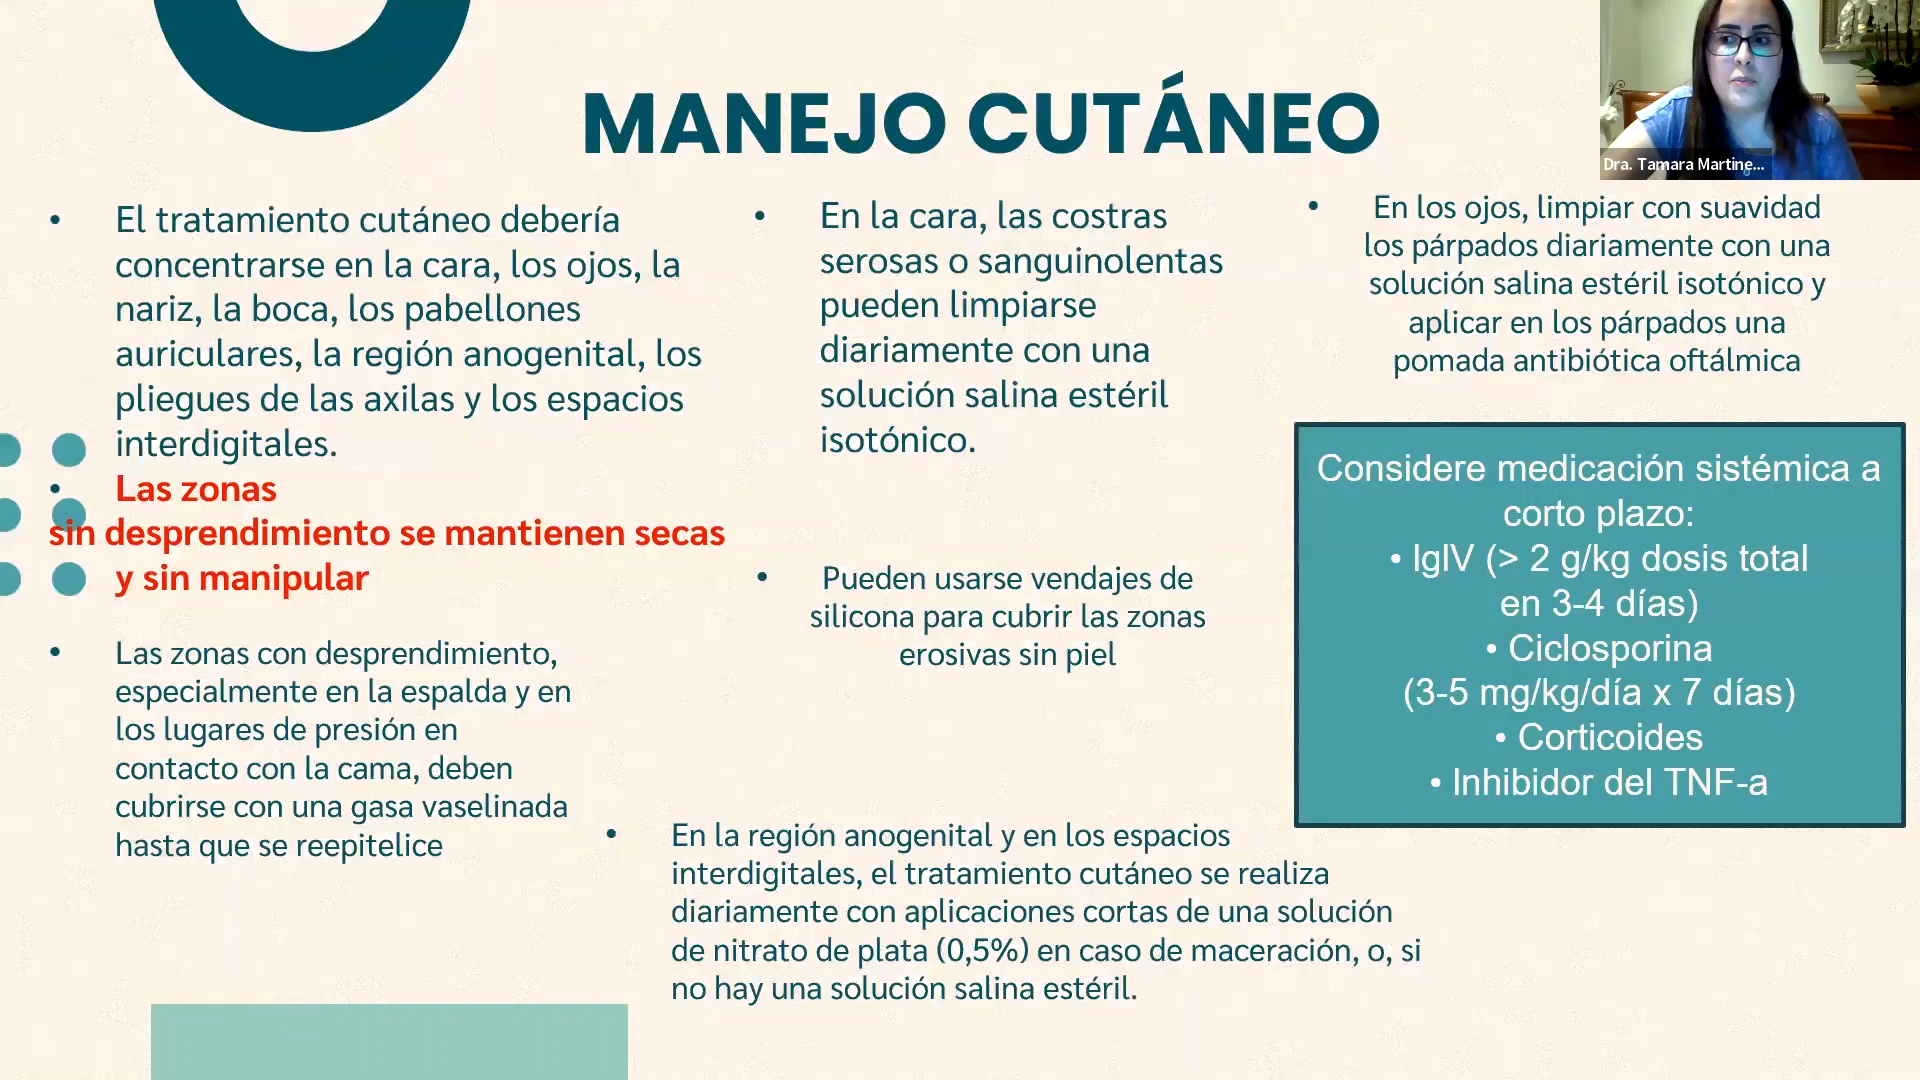 MANEJO CUTÁNEO
Dra. Tamara Martine...
• El tratamiento cutáneo debería
concentrarse en la cara, los ojos, la
nariz, la boca, los pabellones
auriculares, la región anogenital, los
pliegues de las axilas y los espacios
interdigitales.
• Las zonas
sin desprendimiento se mantienen secas
y sin manipular
• Las zonas con desprendimiento,
especialmente en la espalda y en
los lugares de presión en
contacto con la cama, deben
cubrirse con una gasa vaselinada
hasta que se reepitelice
• En la cara, las costras
serosas o sanguinolentas
pueden limpiarse
diariamente con una
solución salina estéril
isotónico.
• Pueden usarse vendajes de
silicona para cubrir las zonas
erosivas sin piel
• En la región anogenital y en los espacios
interdigitales, el tratamiento cutáneo se realiza
diariamente con aplicaciones cortas de una solución
de nitrato de plata (0,5%) en caso de maceración, o, si
no hay una solución salina estéril.
• En los ojos, limpiar con suavidad
los párpados diariamente con una
solución salina estéril isotónico y
aplicar en los párpados una
pomada antibiótica oftálmica
Considere medicación sistémica a
corto plazo:
• IgIV (> 2 g/kg dosis total
en 3-4 días)
• Ciclosporina
(3-5 mg/kg/día x 7 días)
• Corticoides
• Inhibidor del TNF-a